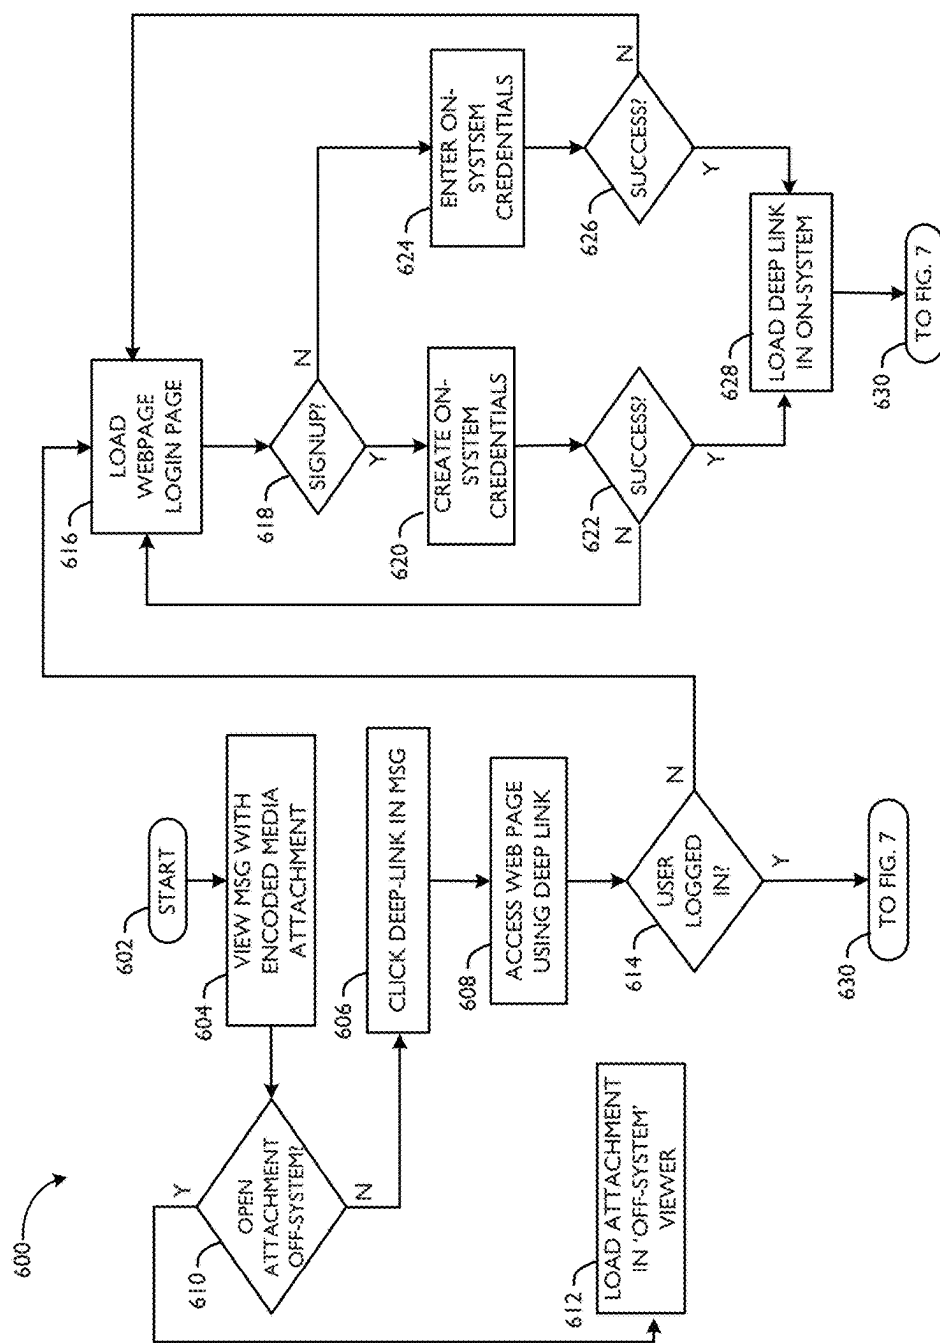 600
602
START
604
VIEW MSG WITH
ENCODED MEDIA
ATTACHMENT
610
OPEN
ATTACHMENT
OFF-SYSTEM?
Y
N
612
LOAD ATTACHMENT
IN 'OFF-SYSTEM'
VIEWER
606
CLICK DEEP-LINK IN MSG
608
ACCESS WEB PAGE
USING DEEP LINK
614
USER
LOGGED
IN?
N
Y
630
TO FIG. 7
616
LOAD
WEBPAGE
LOGIN PAGE
618
SIGNUP?
N
Y
620
CREATE ON-
SYSTEM
CREDENTIALS
622
SUCCESS?
N
Y
624
ENTER ON-
SYSTSEM
CREDENTIALS
626
SUCCESS?
N
Y
628
LOAD DEEP LINK
IN ON-SYSTEM
630
TO FIG. 7